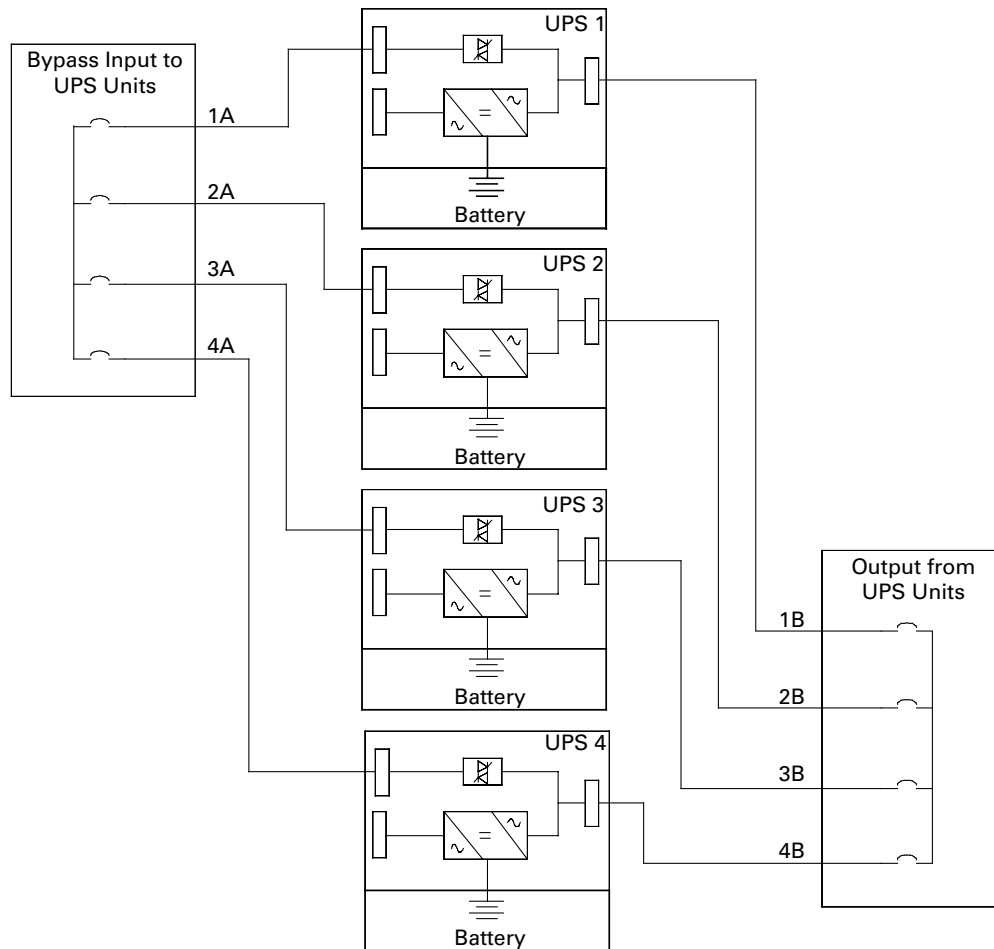 Bypass Input to
UPS Units
1A
2A
3A
4A
UPS 1
Battery
UPS 2
Battery
UPS 3
Battery
UPS 4
Battery
Output from
UPS Units
1B
2B
3B
4B